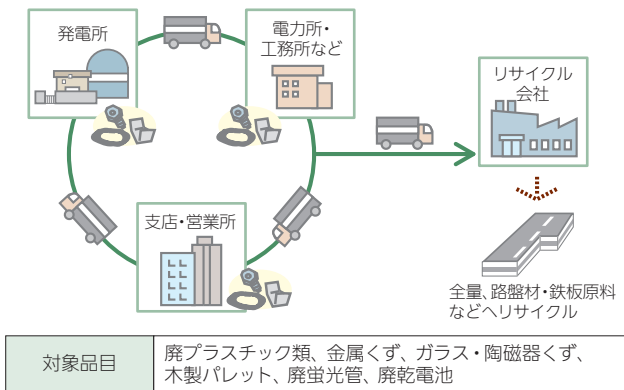 発電所
電力所・
工務所など
リサイクル
会社
支店・営業所
全量、路盤材・鉄板原料
などへリサイクル
対象品目
廃プラスチック類、金属くず、ガラス・陶磁器くず、
木製パレット、廃蛍光管、廃乾電池